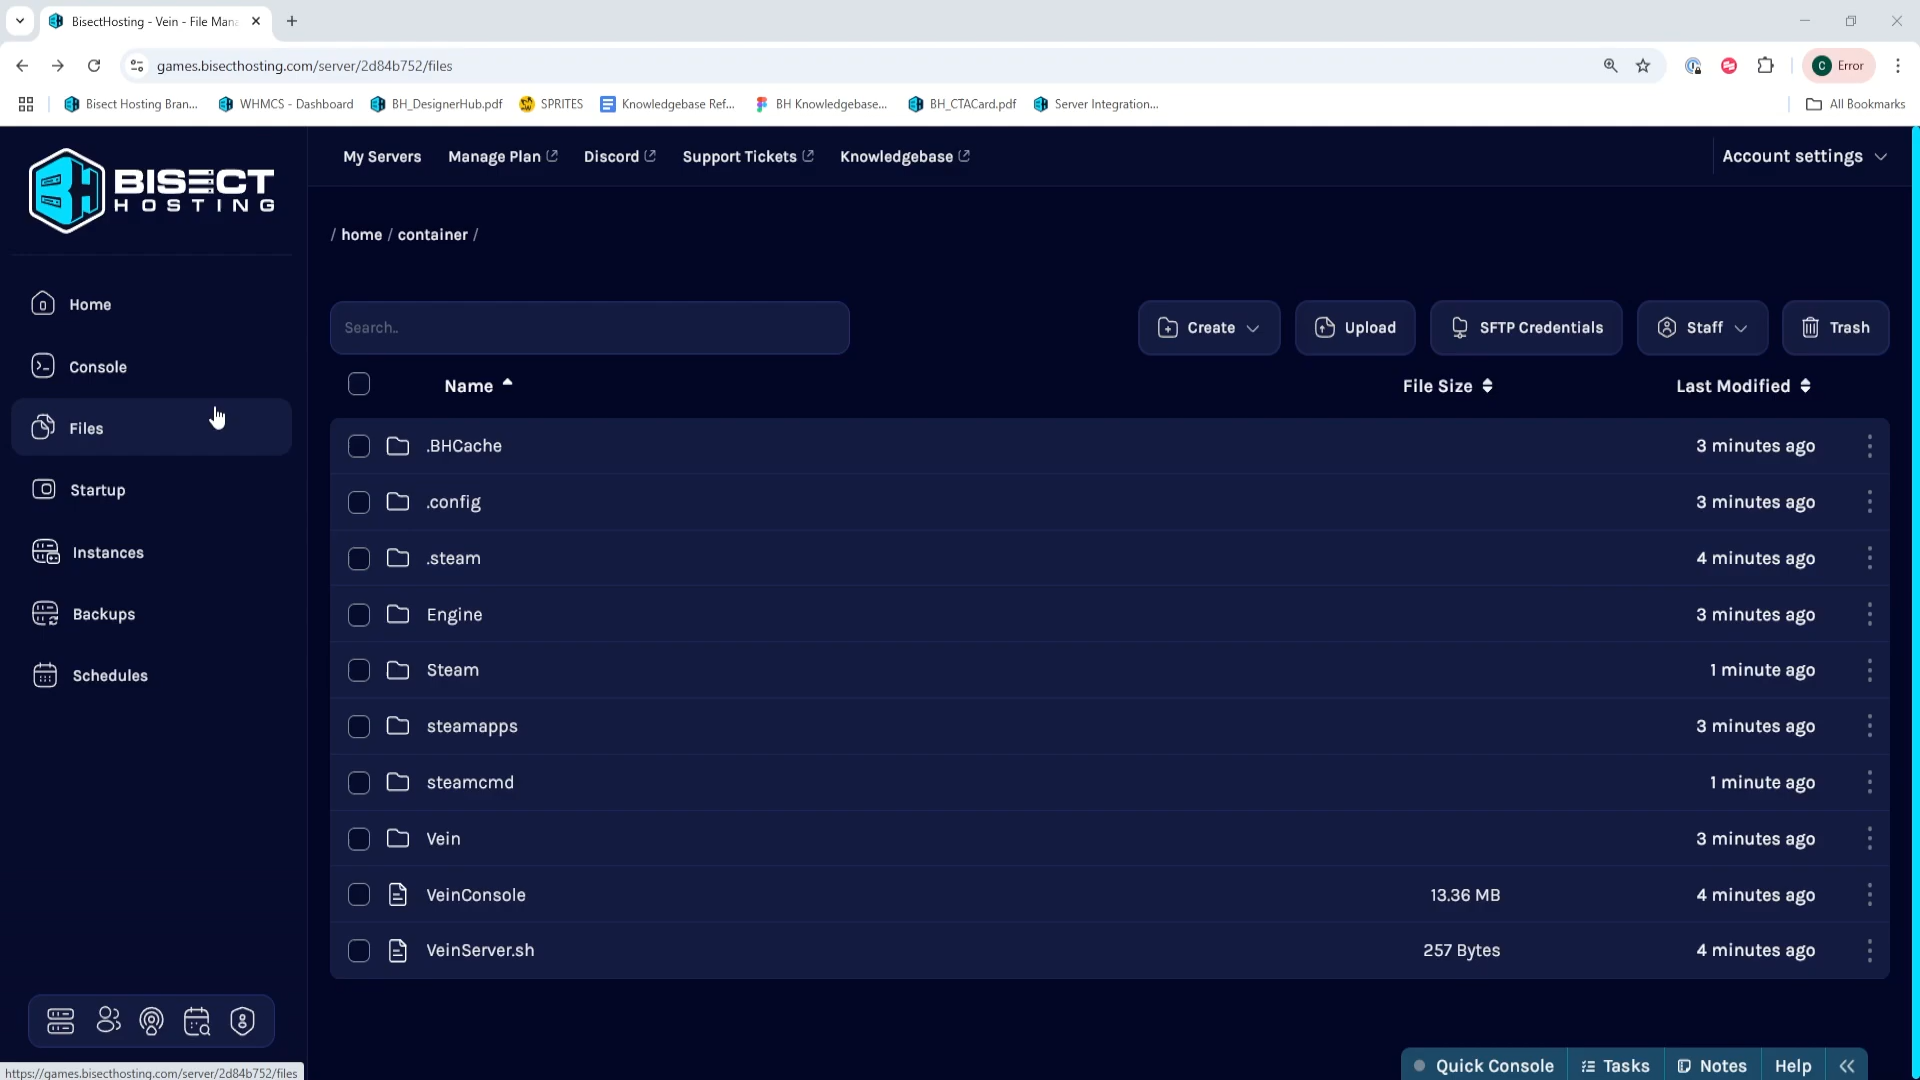 BisectHosting - Vein - File Mana
games.bisecthosting.com/server/2d84b752/files
C Error
Bisect Hosting Bran...
WHMCS - Dashboard
BH_DesignerHub.pdf
SPRITES
Knowledgebase Ref...
BH Knowledgebase...
BH_CTACard.pdf
Server Integration...
All Bookmarks
BISECT
HOSTING
My Servers
Manage Plan
Discord
Support Tickets
Knowledgebase
Account settings
/ home / container /
Home
Console
Files
Startup
Instances
Backups
Schedules
Search..
Create
Upload
SFTP Credentials
Staff
Trash
Name File Size Last Modified
.BHCache 3 minutes ago
.config 3 minutes ago
.steam 4 minutes ago
Engine 3 minutes ago
Steam 1 minute ago
steamapps 3 minutes ago
steamcmd 1 minute ago
Vein 3 minutes ago
VeinConsole 13.36 MB 4 minutes ago
VeinServer.sh 257 Bytes 4 minutes ago
Quick Console
Tasks
Notes
Help
https://games.bisecthosting.com/server/2d84b752/files